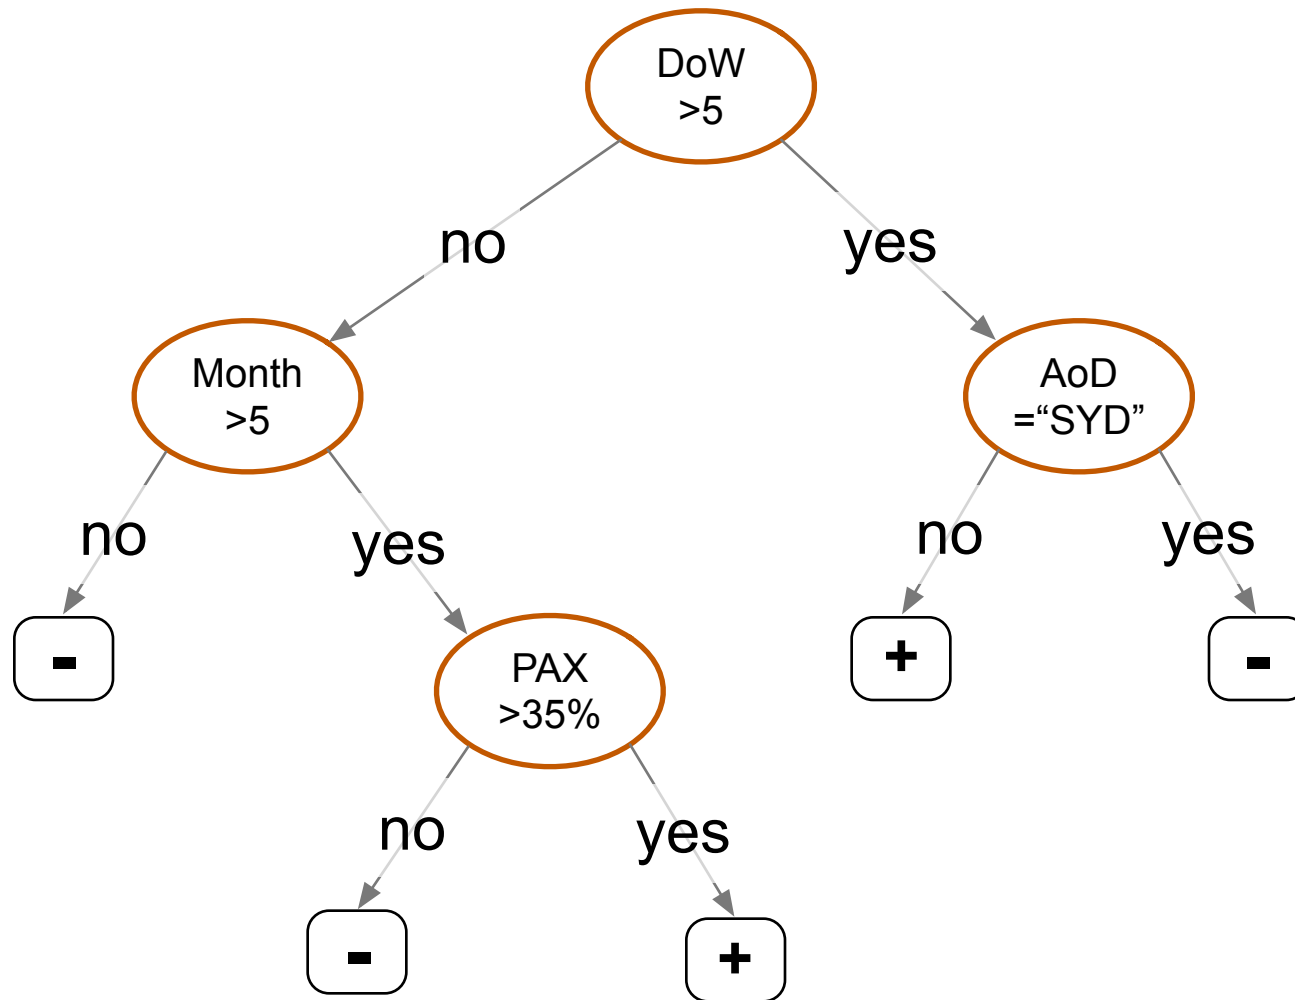 DoW
>5
no
yes
Month
>5
AoD
=“SYD”
no
yes
no
yes
-
PAX
>35%
+
-
no
yes
-
+